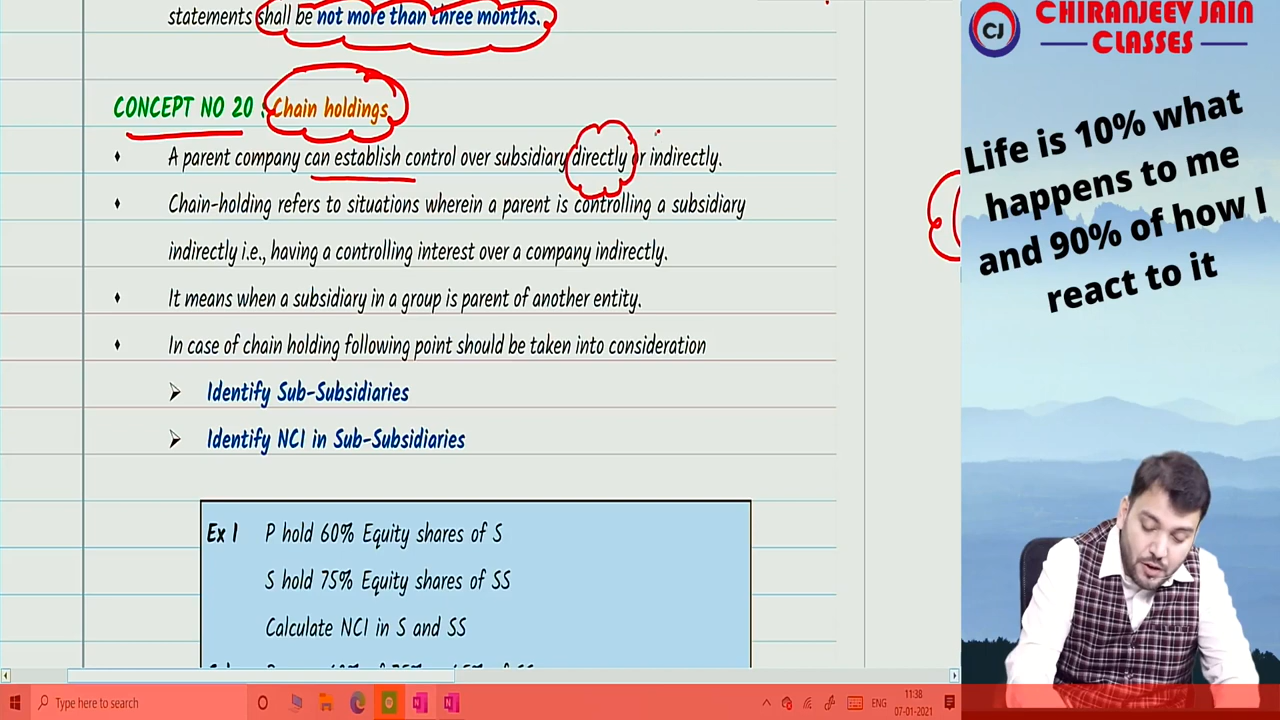 statements shall be not more than three months.
CONCEPT NO 20 : Chain holdings
A parent company can establish control over subsidiary directly or indirectly.
Chain-holding refers to situations wherein a parent is controlling a subsidiary
indirectly i.e., having a controlling interest over a company indirectly.
It means when a subsidiary in a group is parent of another entity.
In case of chain holding following point should be taken into consideration
Identify Sub-Subsidiaries
Identify NCI in Sub-Subsidiaries
Ex 1 P hold 60% Equity shares of S
S hold 75% Equity shares of SS
Calculate NCI in S and SS
CJ
CHIRANJEEV JAIN
CLASSES
Life is 10% what
happens to me
and 90% of how I
react to it
Type here to search
ENG
11:38
07-01-2021